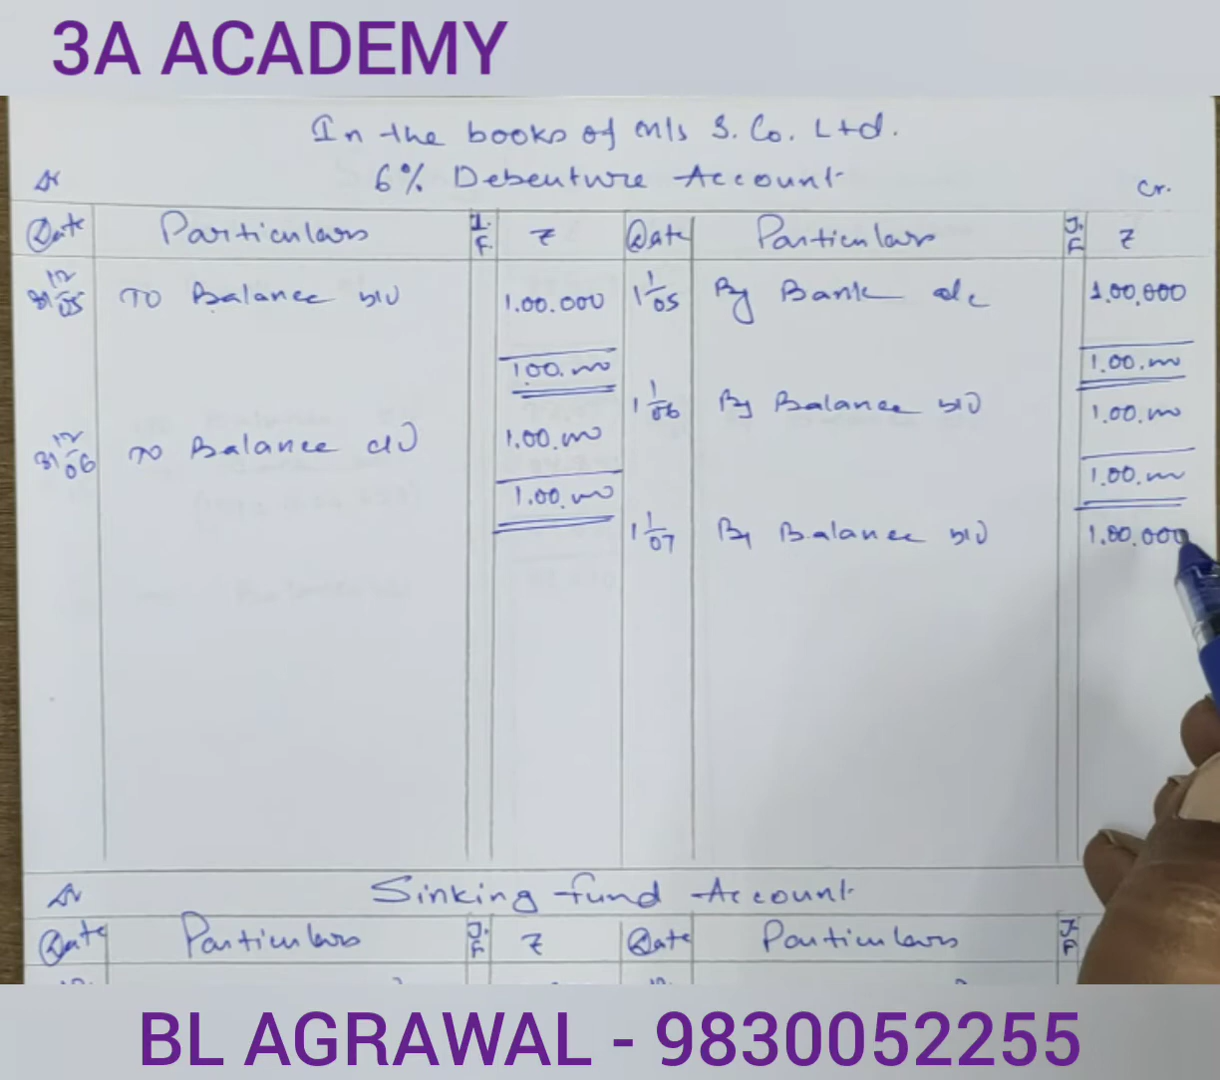 3A ACADEMY
In the books of M/s S. Co. Ltd.
6% Debenture Account
Dr Cr.
Date Particulars J.F. ₹ Date Particulars J.F. ₹
31/12/05 To Balance b/d 1,00,000 1/1/05 By Bank a/c 1,00,000
1,00,000 1,00,000
1/1/06 By Balance b/d 1,00,000
31/12/06 To Balance c/d 1,00,000
1,00,000 1,00,000
1/1/07 By Balance b/d 1,00,000
Dr Sinking fund Account
Date Particulars J.F ₹ Date Particulars J.F
BL AGRAWAL - 9830052255